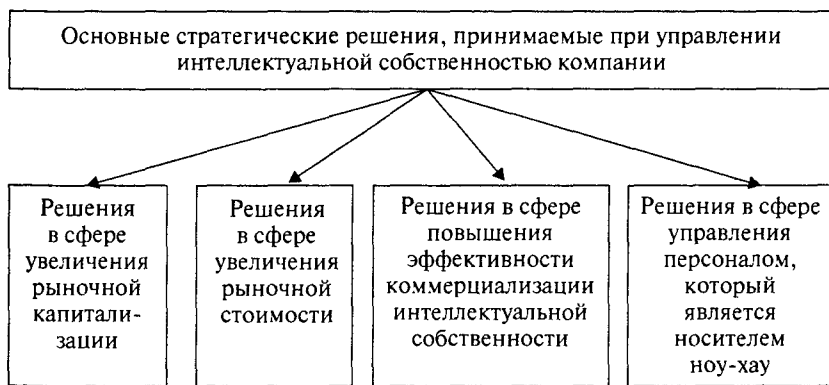 Основные стратегические решения, принимаемые при управлении
интеллектуальной собственностью компании
Решения
в сфере
увеличения
рыночной
капитали-
зации
Решения
в сфере
увеличения
рыночной
стоимости
Решения в сфере
повышения
эффективности
коммерциализации
интеллектуальной
собственности
Решения в сфере
управления
персоналом,
который
является
носителем
ноу-хау